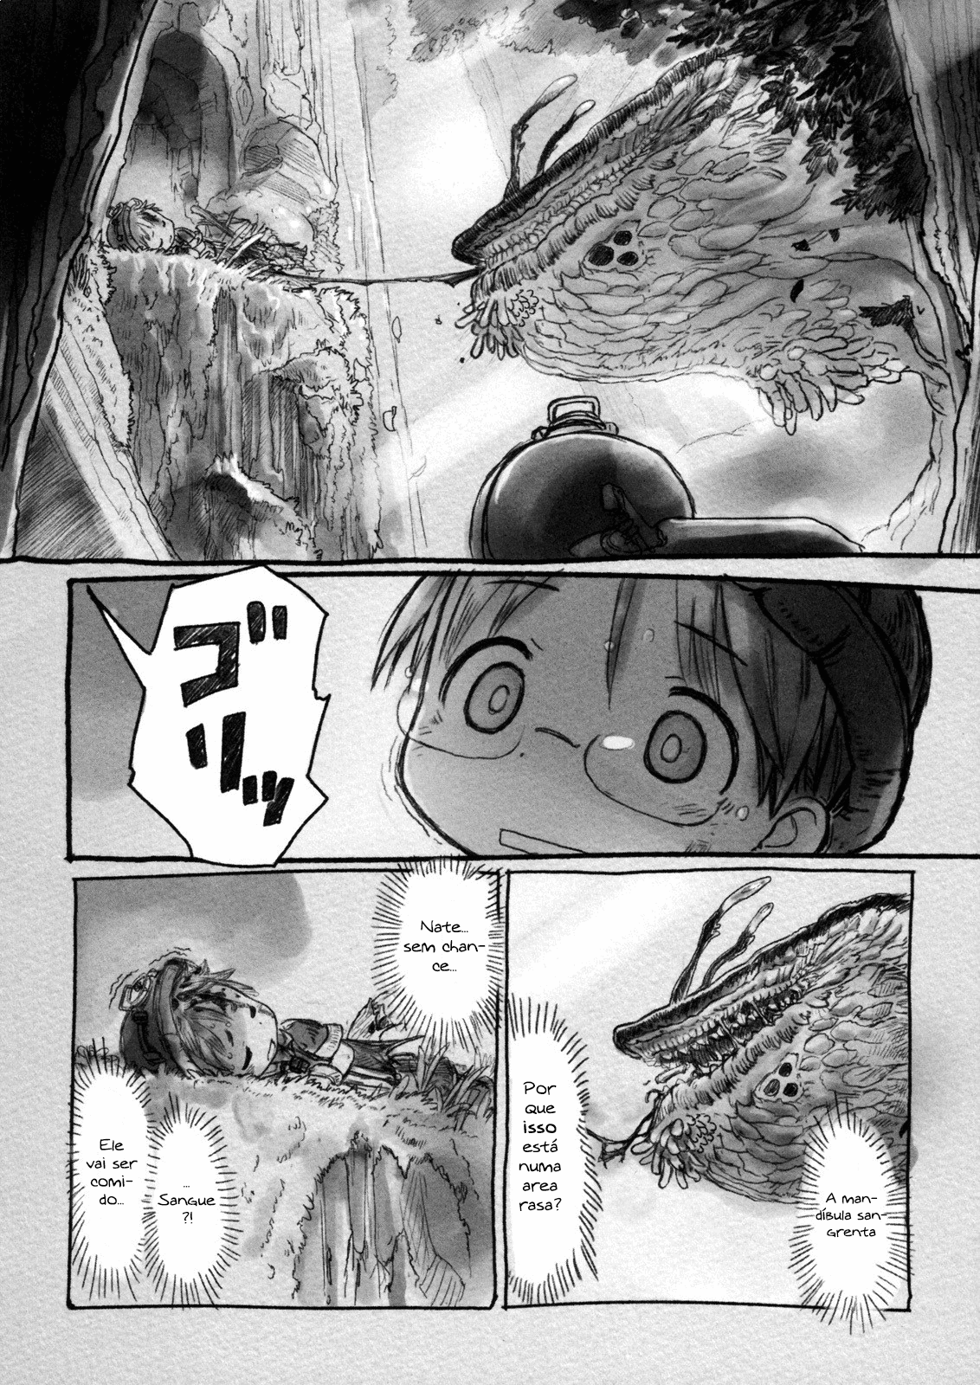 ゴ"
リッ
A man-
díbula san-
grenta
Por
que
isso
está
numa
area
rasa?
Nate...
sem chan-
ce...
...
Sangue
?!
Ele
vai ser
comi-
do...